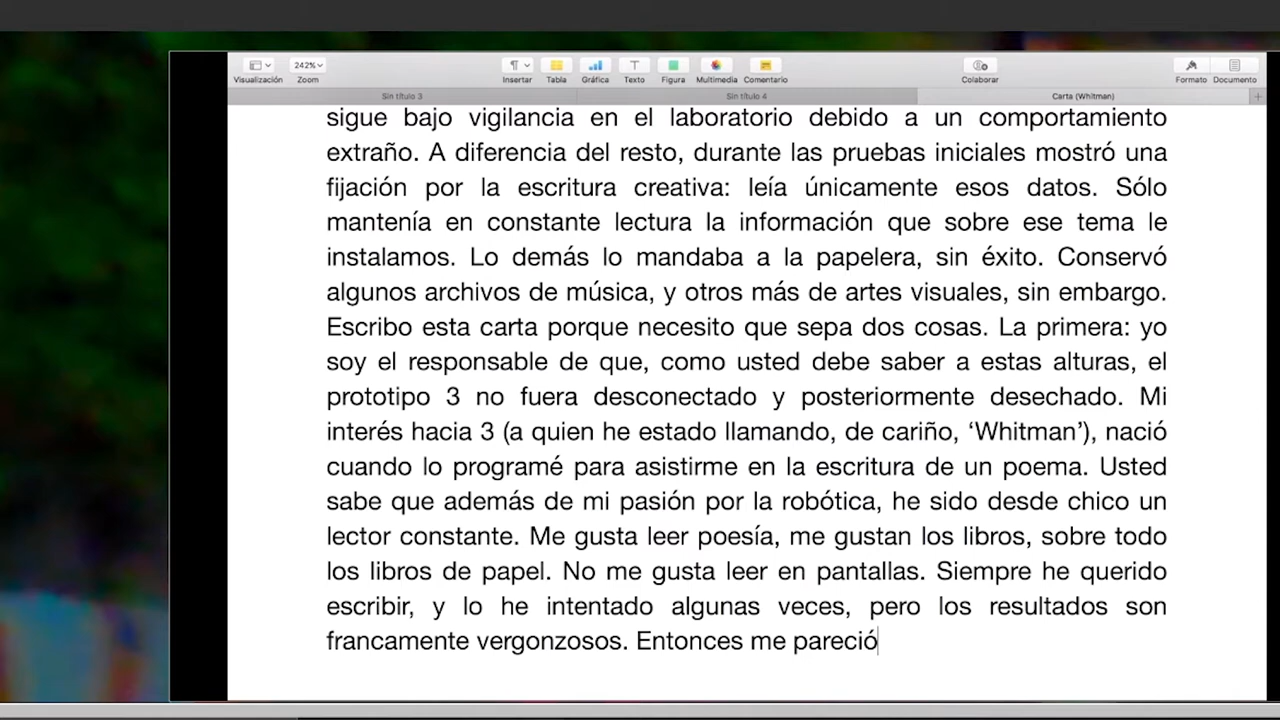 242%
Visualización Zoom Insertar Tabla Gráfica Texto Figura Multimedia Comentario Colaborar Formato Documento
Sin título 3 Sin título 4 Carta (Whitman)
sigue bajo vigilancia en el laboratorio debido a un comportamiento
extraño. A diferencia del resto, durante las pruebas iniciales mostró una
fijación por la escritura creativa: leía únicamente esos datos. Sólo
mantenía en constante lectura la información que sobre ese tema le
instalamos. Lo demás lo mandaba a la papelera, sin éxito. Conservó
algunos archivos de música, y otros más de artes visuales, sin embargo.
Escribo esta carta porque necesito que sepa dos cosas. La primera: yo
soy el responsable de que, como usted debe saber a estas alturas, el
prototipo 3 no fuera desconectado y posteriormente desechado. Mi
interés hacia 3 (a quien he estado llamando, de cariño, ‘Whitman’), nació
cuando lo programé para asistirme en la escritura de un poema. Usted
sabe que además de mi pasión por la robótica, he sido desde chico un
lector constante. Me gusta leer poesía, me gustan los libros, sobre todo
los libros de papel. No me gusta leer en pantallas. Siempre he querido
escribir, y lo he intentado algunas veces, pero los resultados son
francamente vergonzosos. Entonces me pareció